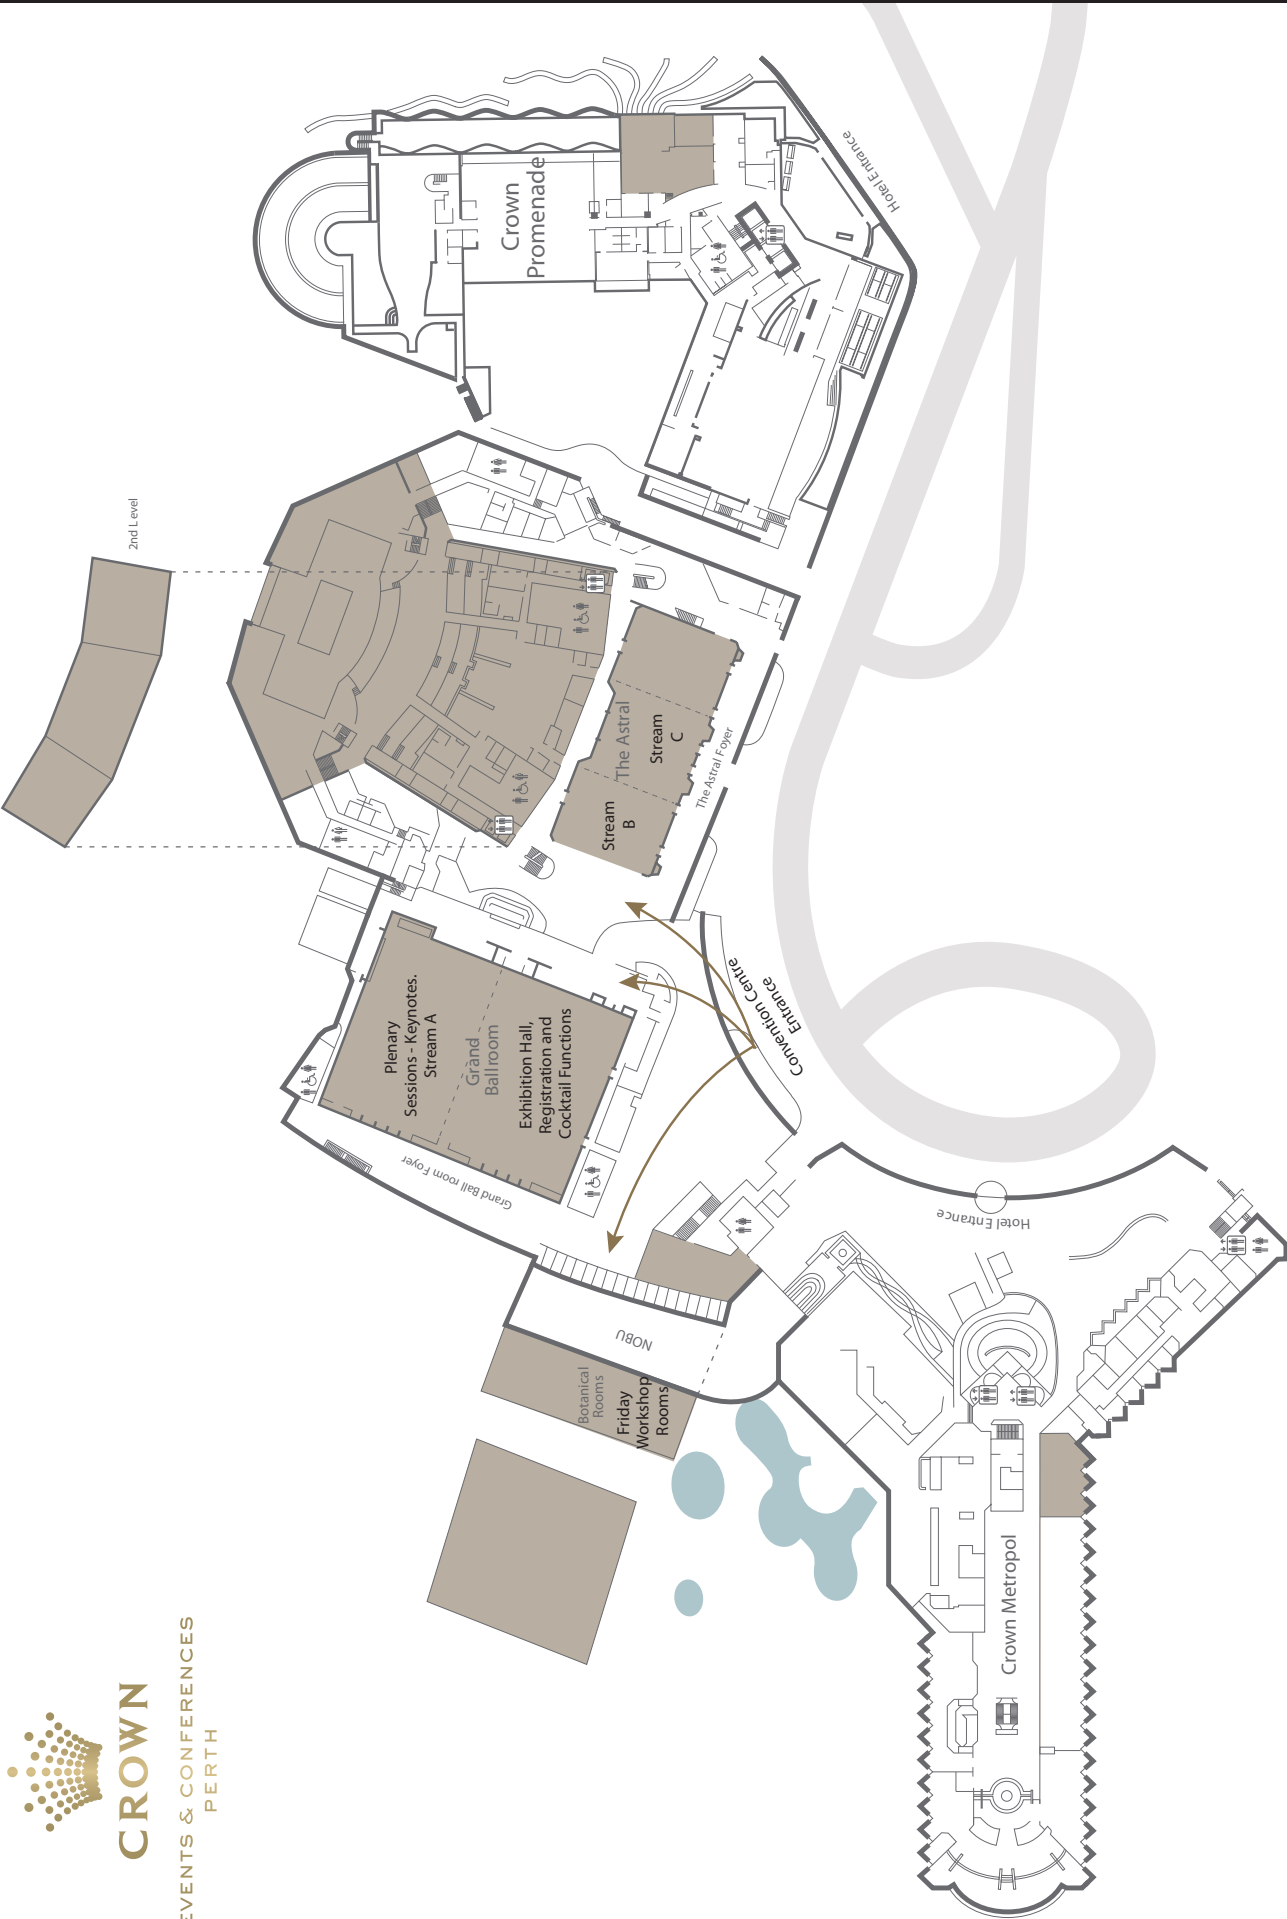 CROWN
EVENTS & CONFERENCES
PERTH
2nd Level
Crown
Promenade
Hotel Entrance
The Astral
Stream
C
Stream
B
The Astral Foyer
Plenary
Sessions - Keynotes.
Stream A
Grand
Ballroom
Exhibition Hall,
Registration and
Cocktail Functions
Grand Ball room Foyer
Convention Centre
Entrance
NOBU
Botanical
Rooms
Friday
Workshop
Rooms
Hotel Entrance
Crown Metropol